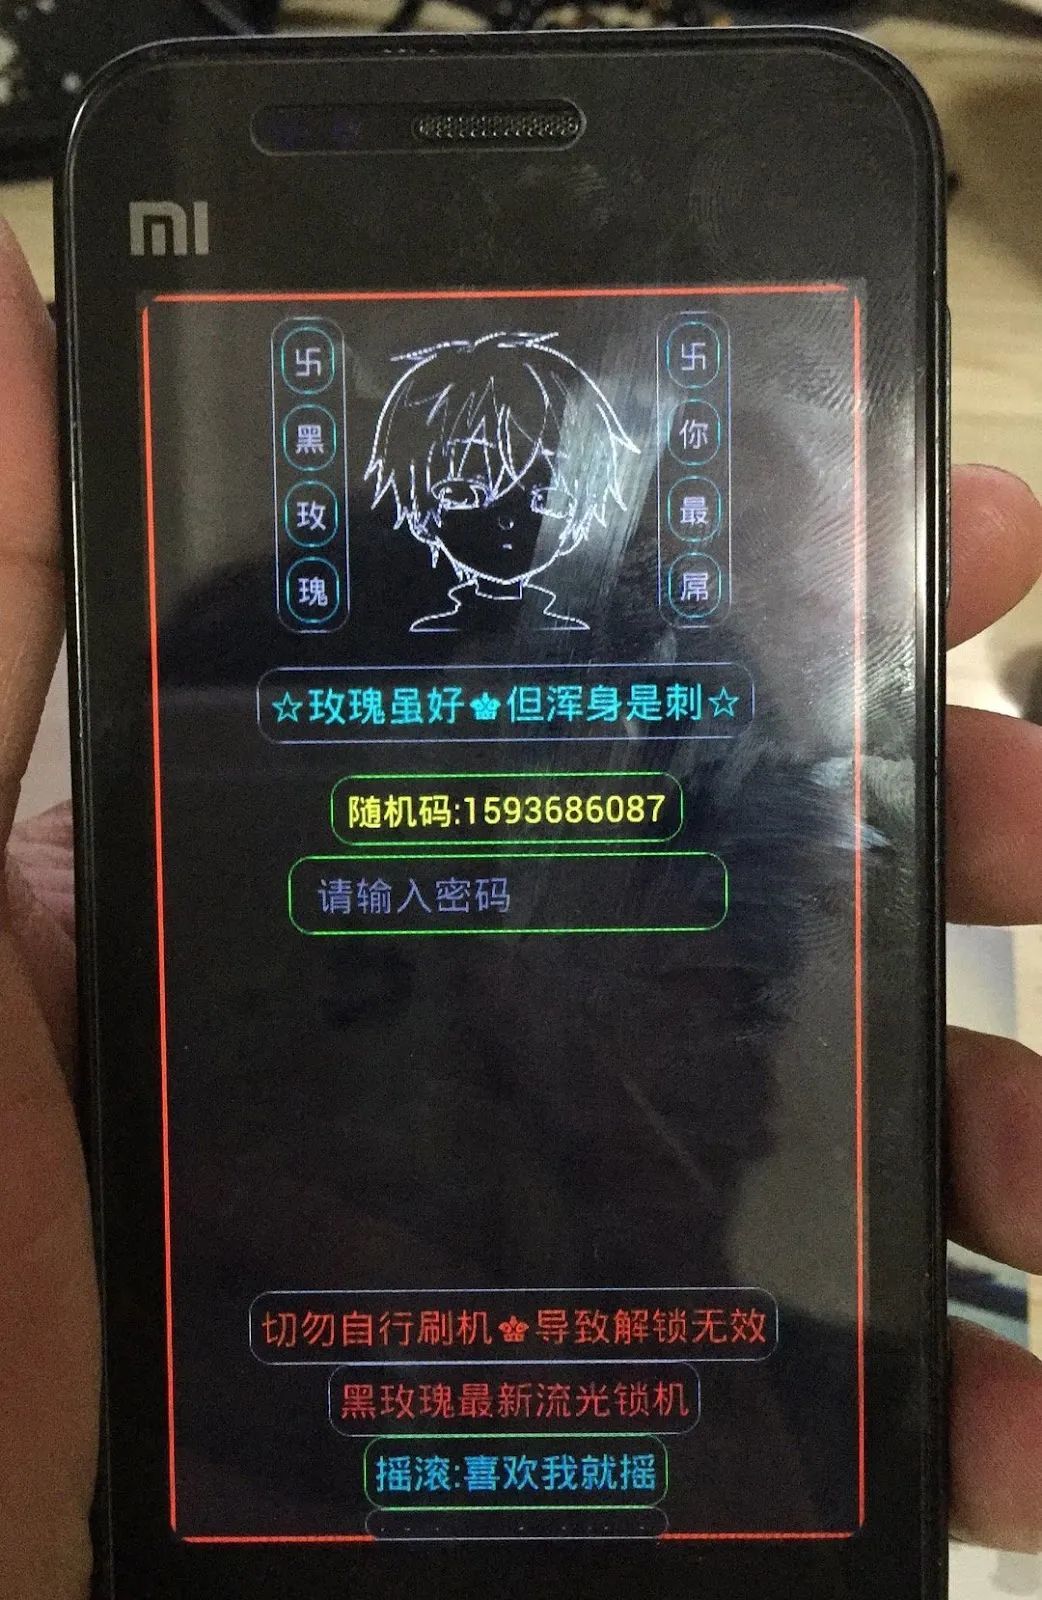 mi
卐黑玫瑰
卐你最屌
☆玫瑰虽好⚝但浑身是刺☆
随机码:1593686087
请输入密码
切勿自行刷机⚝导致解锁无效
黑玫瑰最新流光锁机
摇滚:喜欢我就摇